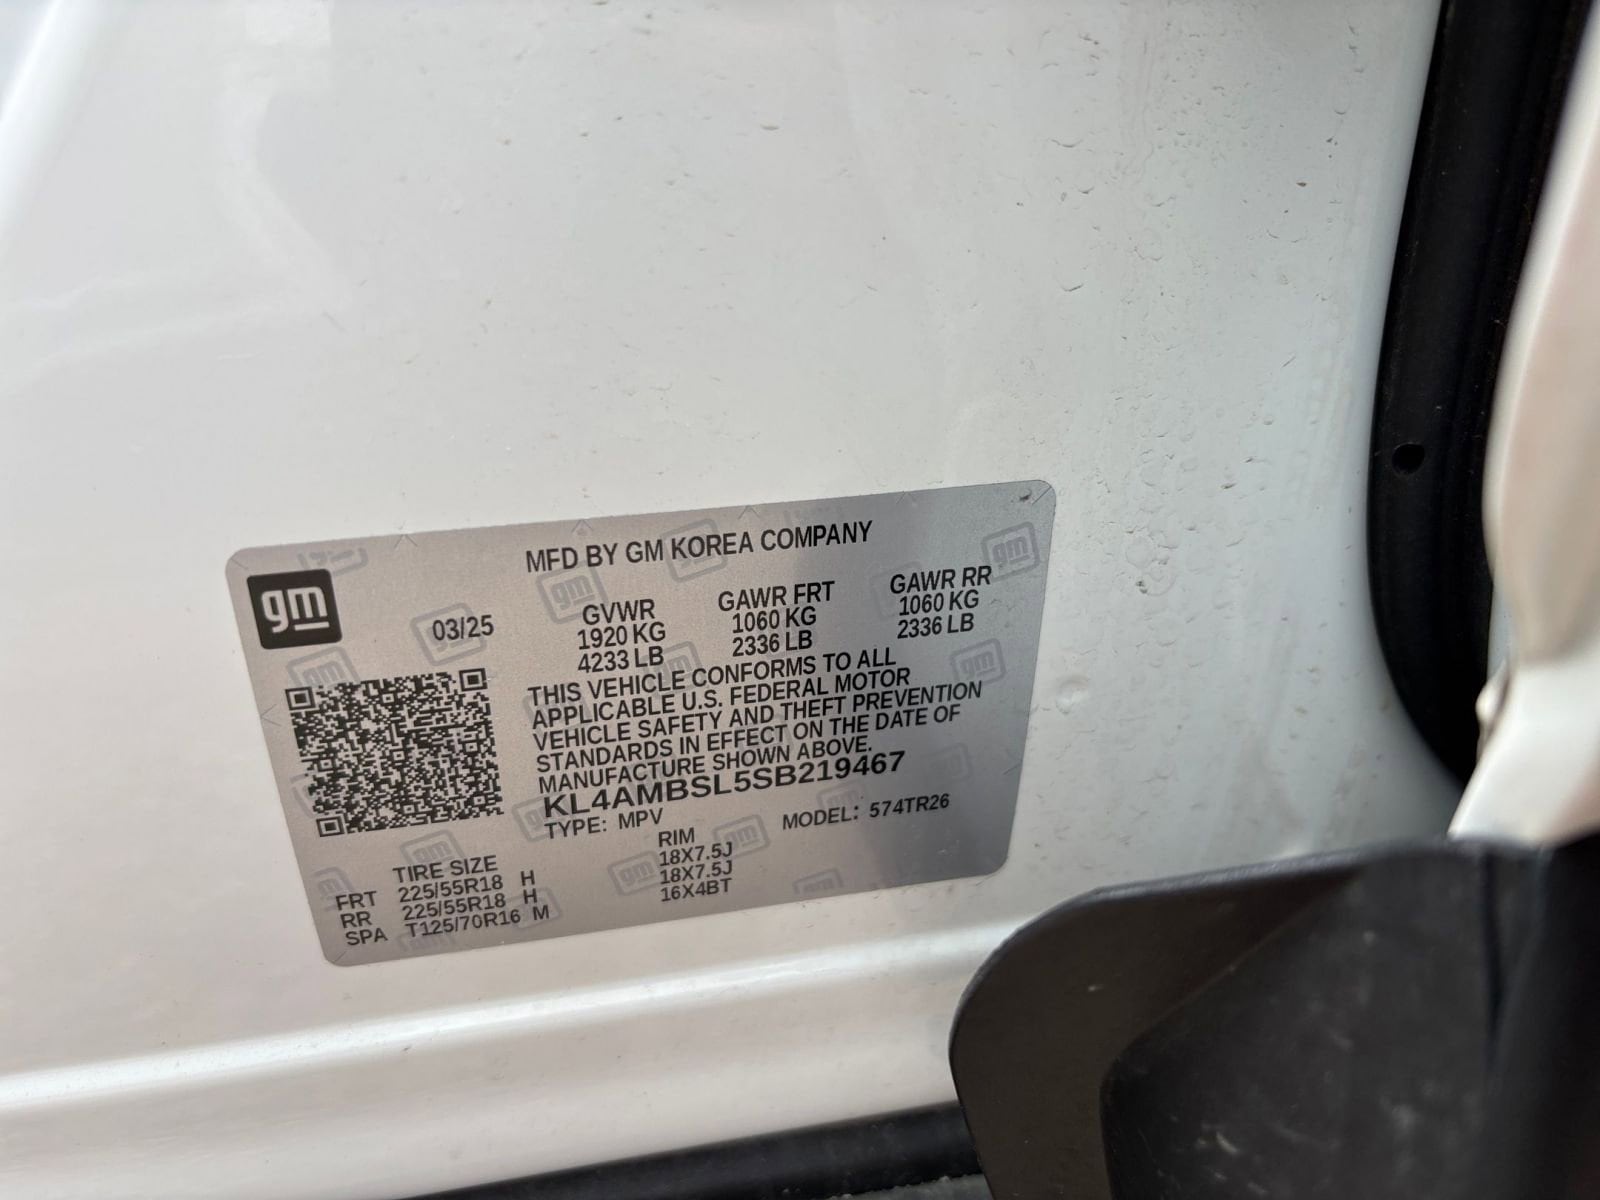 MFD BY GM KOREA COMPANY
gm
03/25
GVWR GAWR FRT GAWR RR
1920 KG 1060 KG 1060 KG
4233 LB 2336 LB 2336 LB
THIS VEHICLE CONFORMS TO ALL
APPLICABLE U.S. FEDERAL MOTOR
VEHICLE SAFETY AND THEFT PREVENTION
STANDARDS IN EFFECT ON THE DATE OF
MANUFACTURE SHOWN ABOVE.
KL4AMBSL5SB219467
TYPE: MPV MODEL: 574TR26
TIRE SIZE RIM
FRT 225/55R18 H 18X7.5J
RR 225/55R18 H 18X7.5J
SPA T125/70R16 M 16X4BT